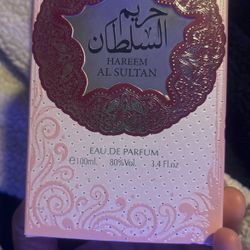 حريم
السلطان
HAREEM
AL SULTAN
EAU DE PARFUM
℮100ml. 80%Vol. 3.4 Fl.oz